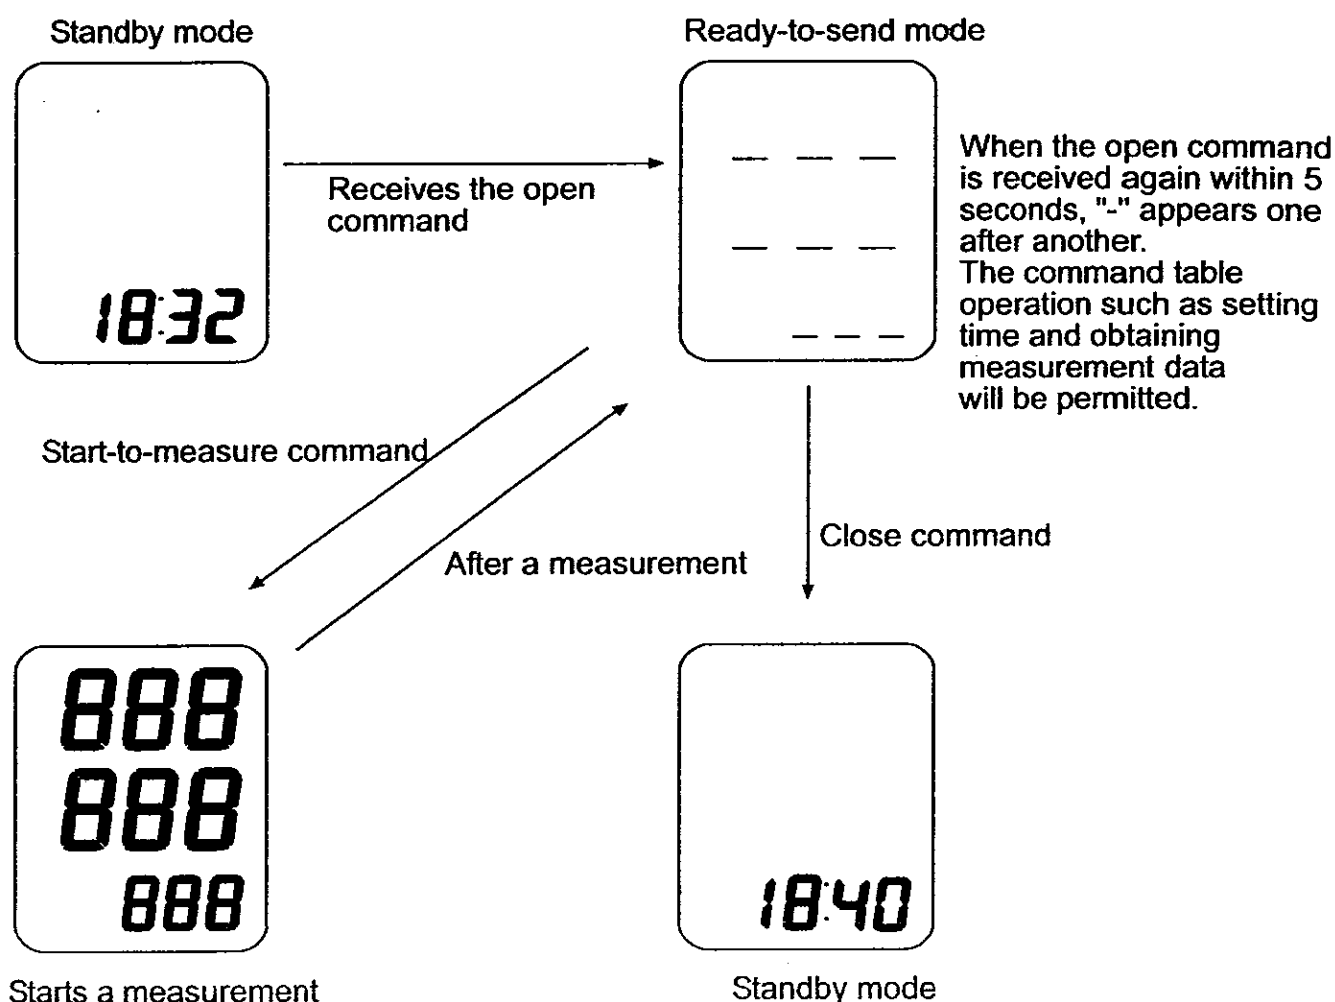 Standby mode
Ready-to-send mode
When the open command
is received again within 5
seconds, "-" appears one
after another.
The command table
operation such as setting
time and obtaining
measurement data
will be permitted.
Receives the open
command
18:32
– – –
– – –
– – –
Start-to-measure command
After a measurement
Close command
888
888
888
18:40
Starts a measurement
Standby mode